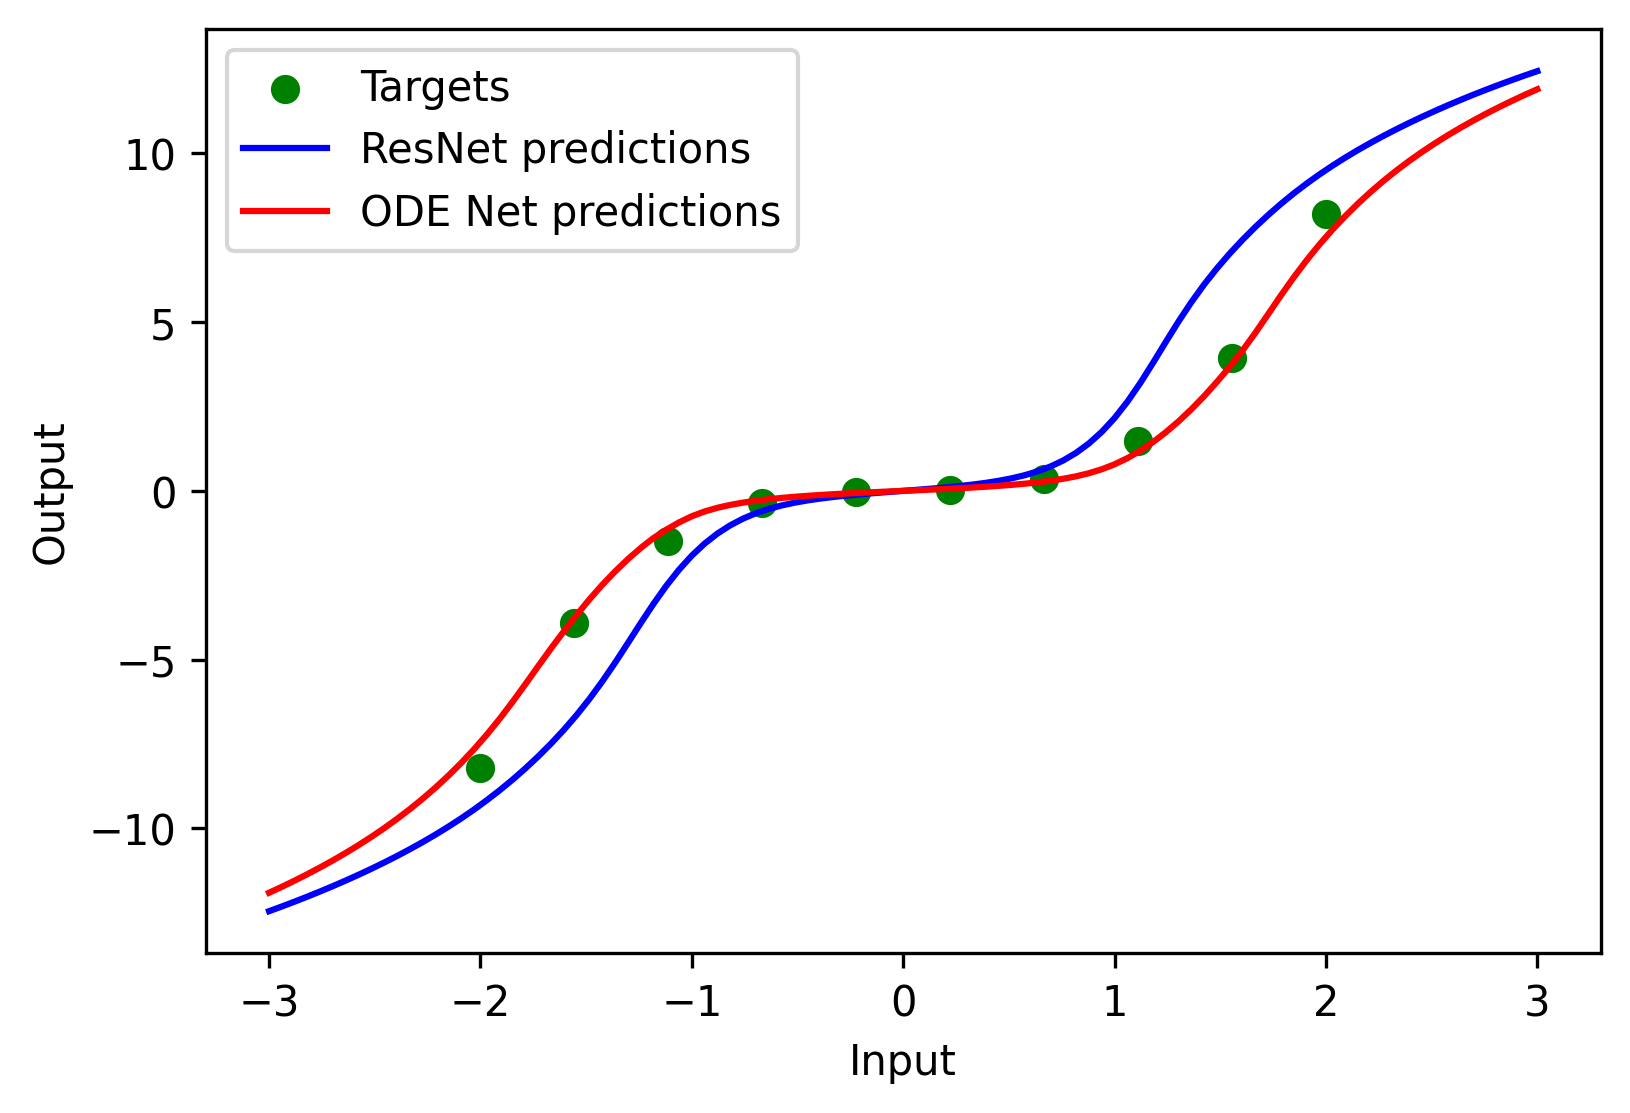 Targets
ResNet predictions
ODE Net predictions
10
5
0
−5
−10
Output
−3 −2 −1 0 1 2 3
Input